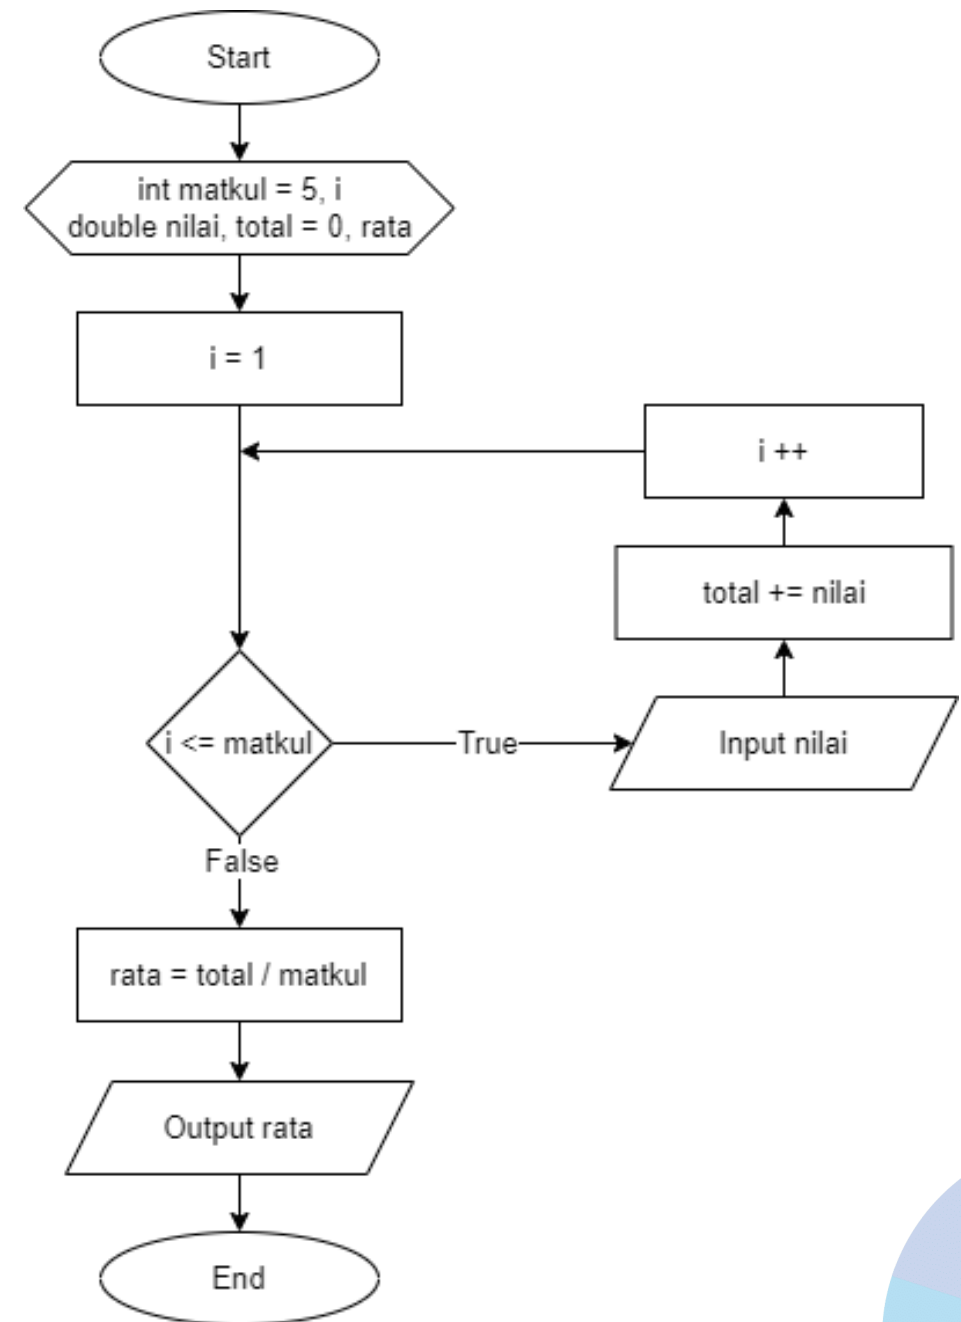 Start
int matkul = 5, i
double nilai, total = 0, rata
i = 1
i ++
total += nilai
i <= matkul
True
Input nilai
False
rata = total / matkul
Output rata
End